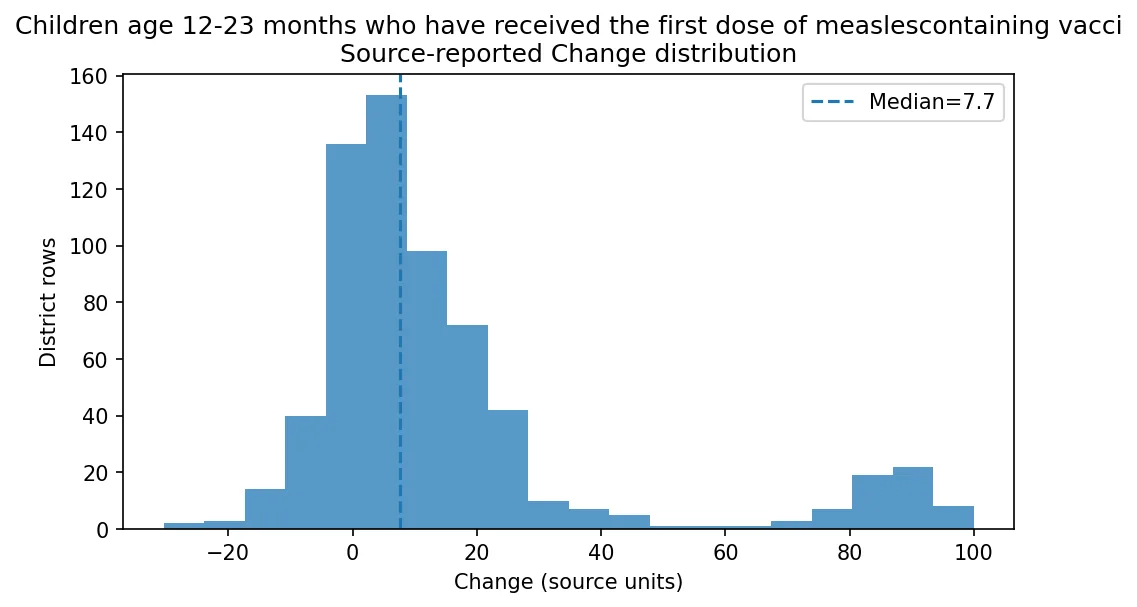 Children age 12-23 months who have received the first dose of measlescontaining vacci
Source-reported Change distribution
Median=7.7
District rows
160
140
120
100
80
60
40
20
0
−20 0 20 40 60 80 100
Change (source units)